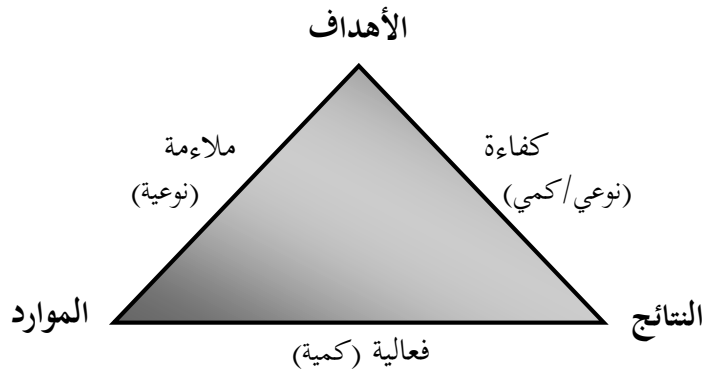 الأهداف
ملاءمة
(نوعية)
كفاءة
(نوعي/كمي)
الموارد
النتائج
فعالية (كمية)